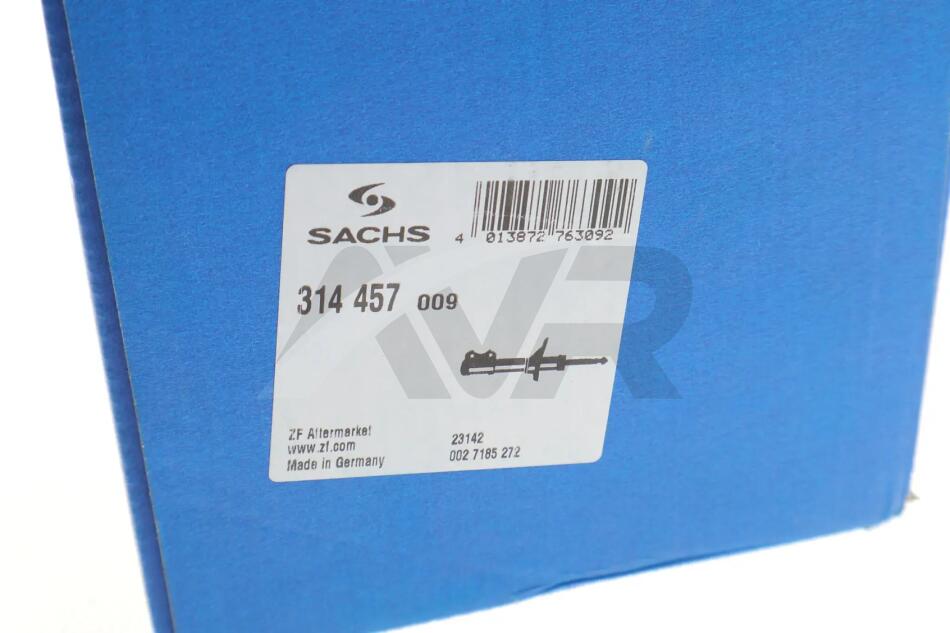 SACHS
4 013872 763092
314 457 009
AVR
ZF Aftermarket
www.zf.com
Made in Germany
23142
002 7185 272